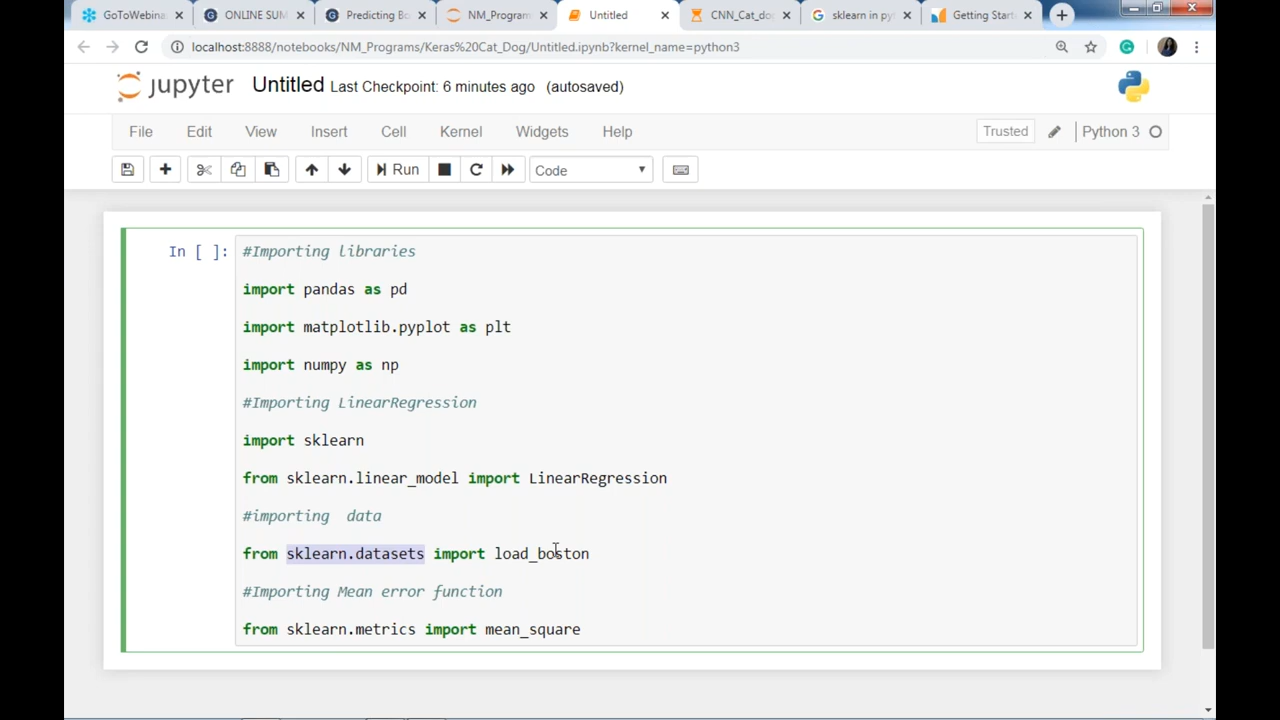 GoToWebina
ONLINE SUM
Predicting Bo
NM_Program
Untitled
CNN_Cat_do
sklearn in py
Getting Start
localhost:8888/notebooks/NM_Programs/Keras%20Cat_Dog/Untitled.ipynb?kernel_name=python3
jupyter Untitled Last Checkpoint: 6 minutes ago (autosaved)
File Edit View Insert Cell Kernel Widgets Help Trusted Python 3
Run Code
In [ ]: #Importing libraries
import pandas as pd
import matplotlib.pyplot as plt
import numpy as np
#Importing LinearRegression
import sklearn
from sklearn.linear_model import LinearRegression
#importing  data
from sklearn.datasets import load_boston
#Importing Mean error function
from sklearn.metrics import mean_square